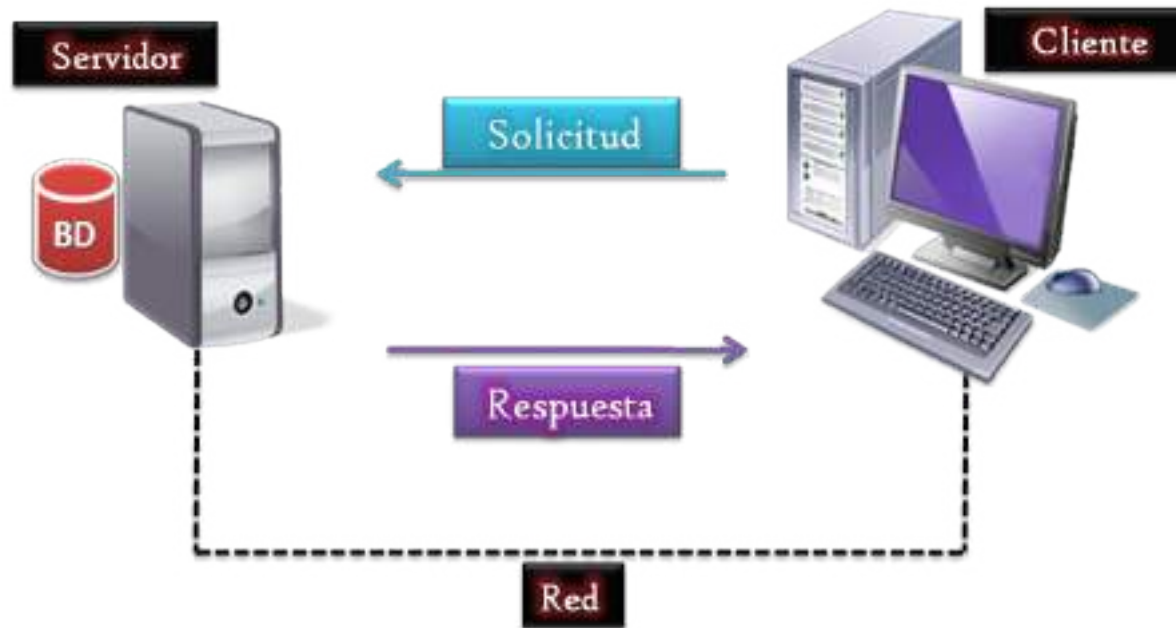 Servidor
Cliente
Solicitud
BD
Respuesta
Red